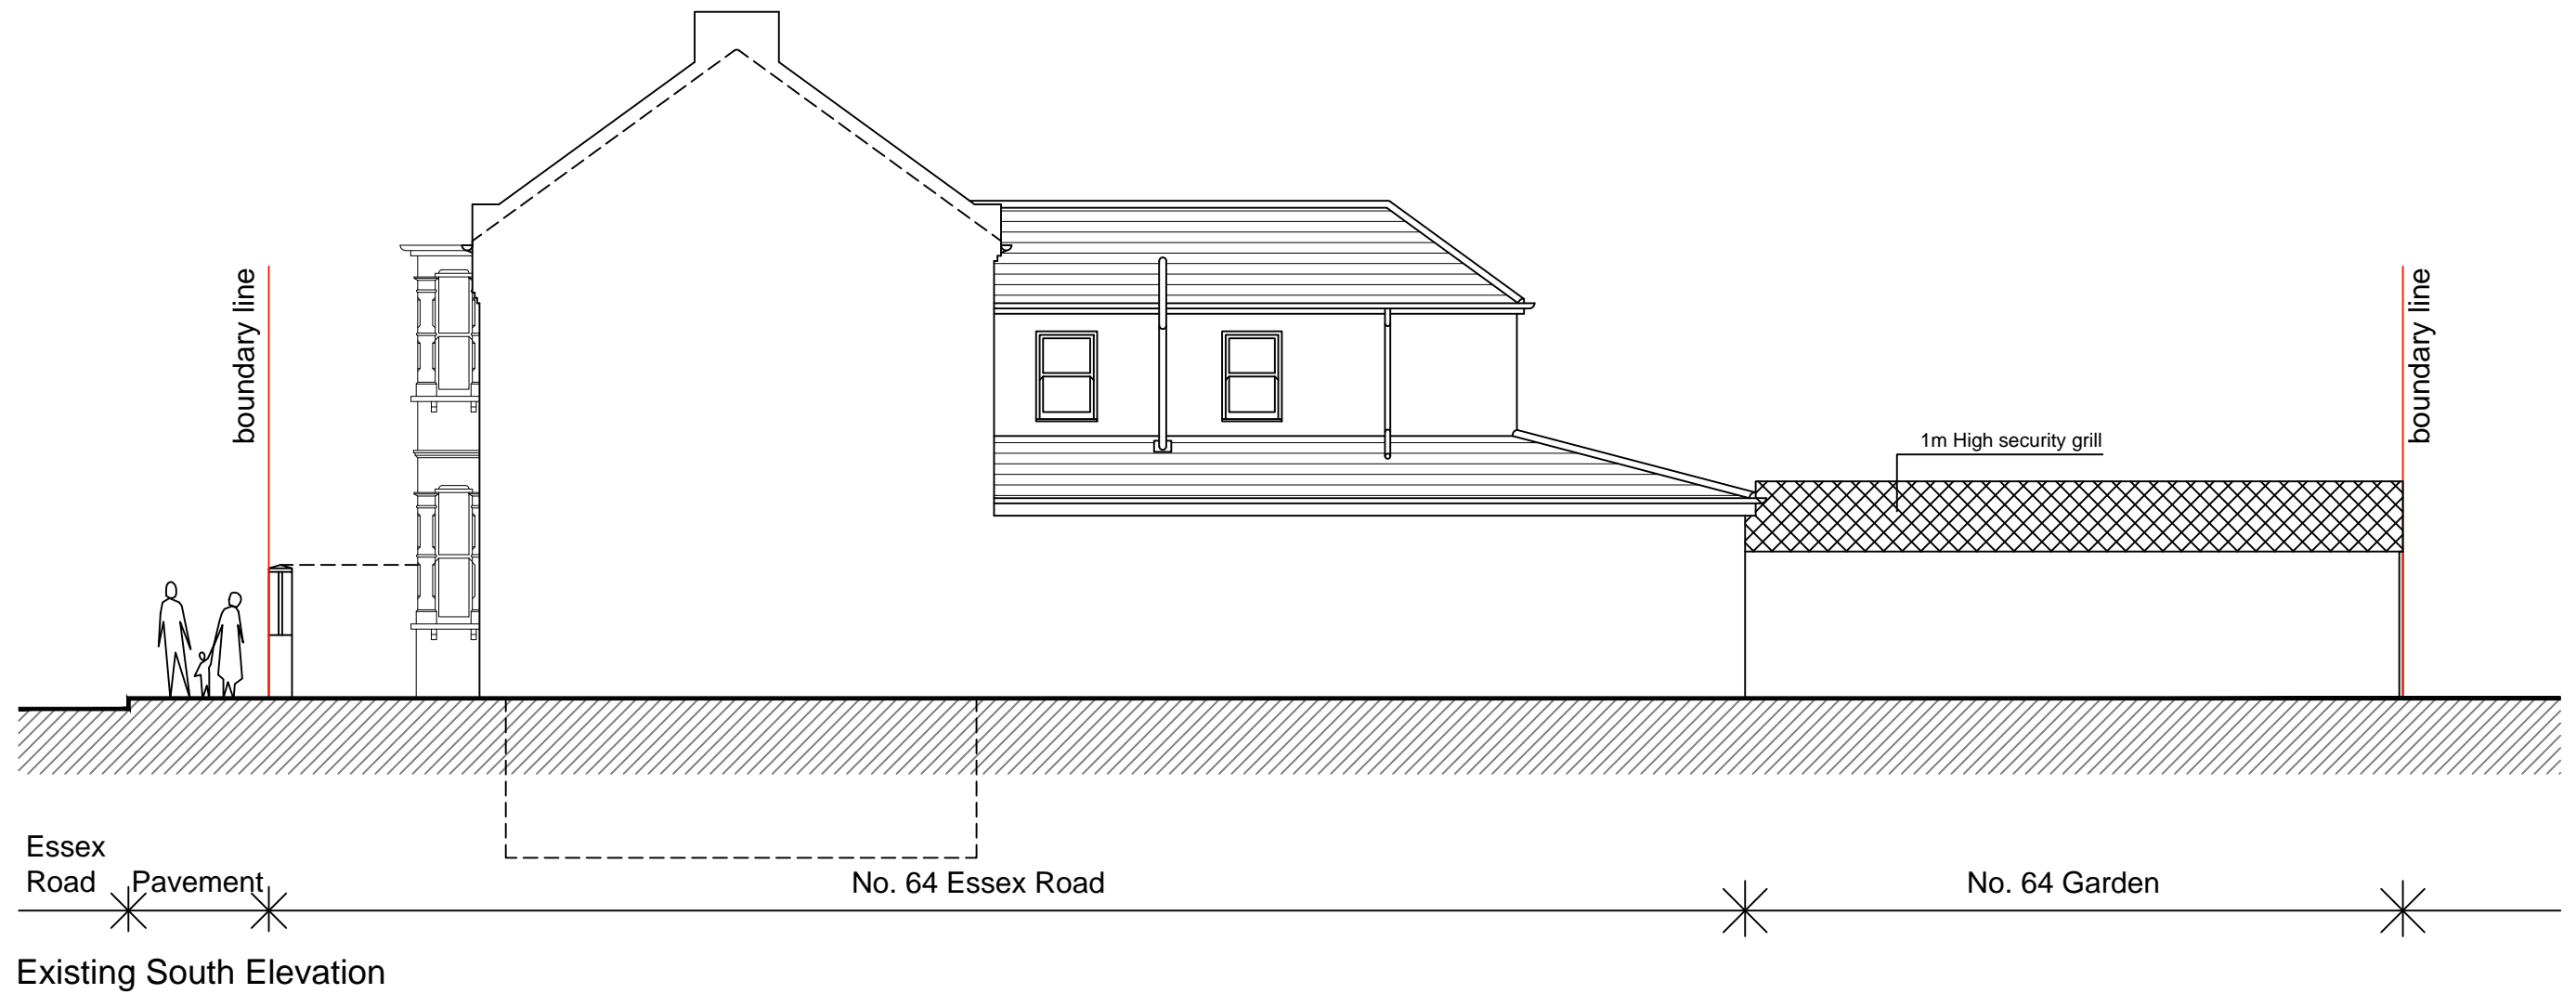 boundary line
boundary line
1m High security grill
Essex
Road
Pavement
No. 64 Essex Road
No. 64 Garden
Existing South Elevation